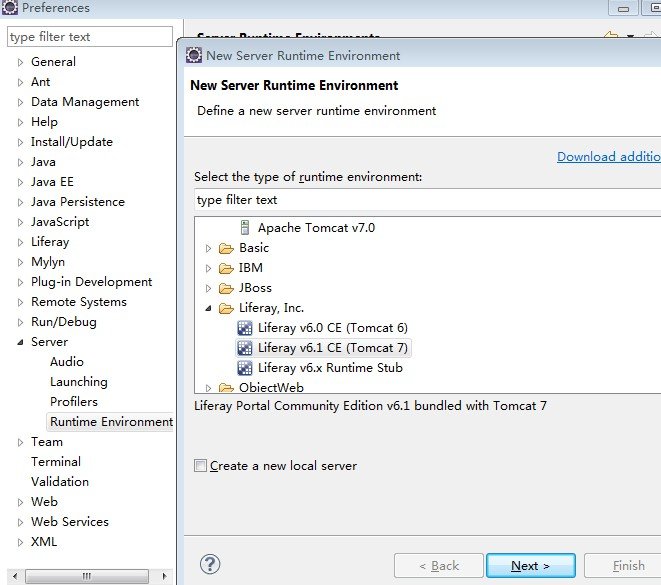 Preferences
type filter text
General
Ant
Data Management
Help
Install/Update
Java
Java EE
Java Persistence
JavaScript
Liferay
Mylyn
Plug-in Development
Remote Systems
Run/Debug
Server
Audio
Launching
Profilers
Runtime Environment
Team
Terminal
Validation
Web
Web Services
XML
Server Runtime Environments
New Server Runtime Environment
New Server Runtime Environment
Define a new server runtime environment
Download additio
Select the type of runtime environment:
type filter text
Apache Tomcat v7.0
Basic
IBM
JBoss
Liferay, Inc.
Liferay v6.0 CE (Tomcat 6)
Liferay v6.1 CE (Tomcat 7)
Liferay v6.x Runtime Stub
ObjectWeb
Liferay Portal Community Edition v6.1 bundled with Tomcat 7
Create a new local server
< Back
Next >
Finish